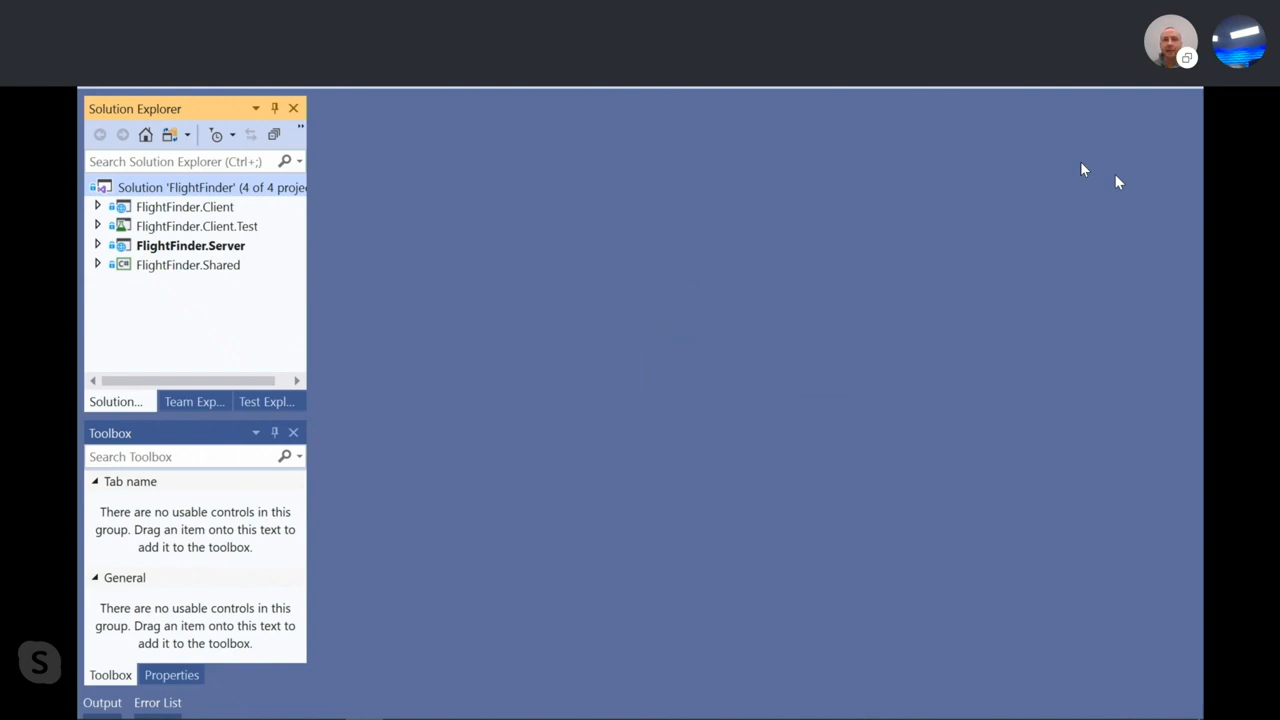 Solution Explorer
Search Solution Explorer (Ctrl+;)
Solution 'FlightFinder' (4 of 4 proje
FlightFinder.Client
FlightFinder.Client.Test
FlightFinder.Server
C# FlightFinder.Shared
Solution... Team Exp... Test Expl...
Toolbox
Search Toolbox
Tab name
There are no usable controls in this
group. Drag an item onto this text to
add it to the toolbox.
General
There are no usable controls in this
group. Drag an item onto this text to
add it to the toolbox.
S
Toolbox Properties
Output Error List